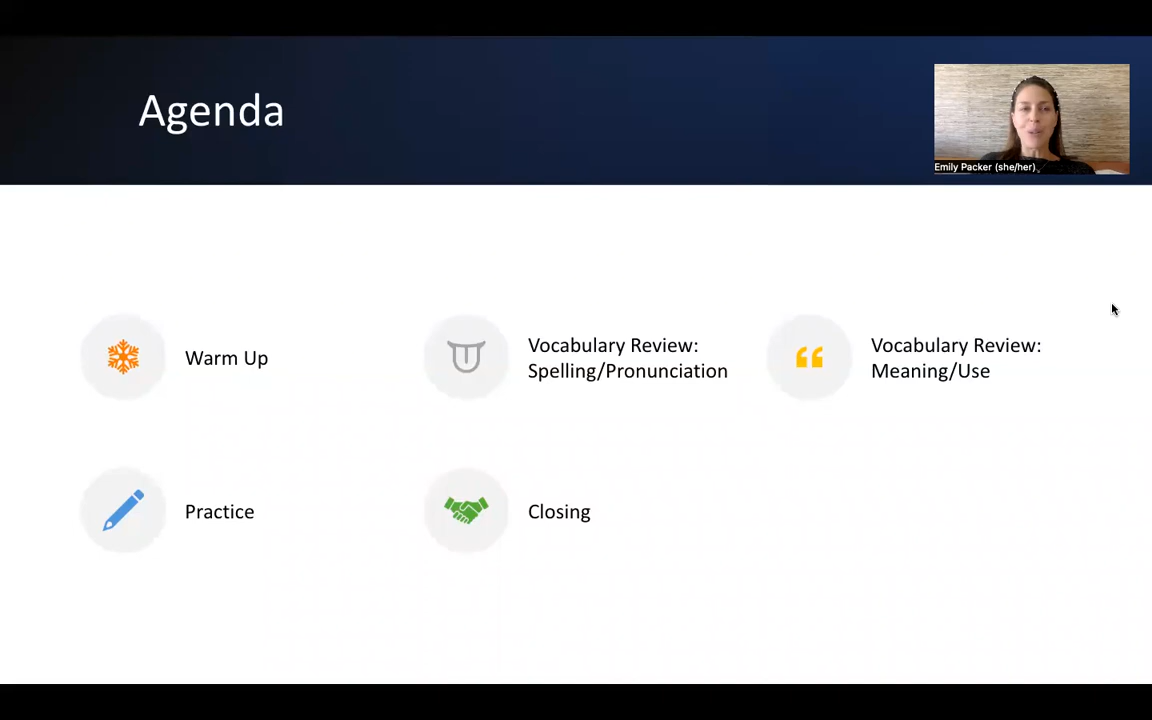 Agenda
Emily Packer (she/her)
Warm Up
Vocabulary Review:
Spelling/Pronunciation
Vocabulary Review:
Meaning/Use
Practice
Closing